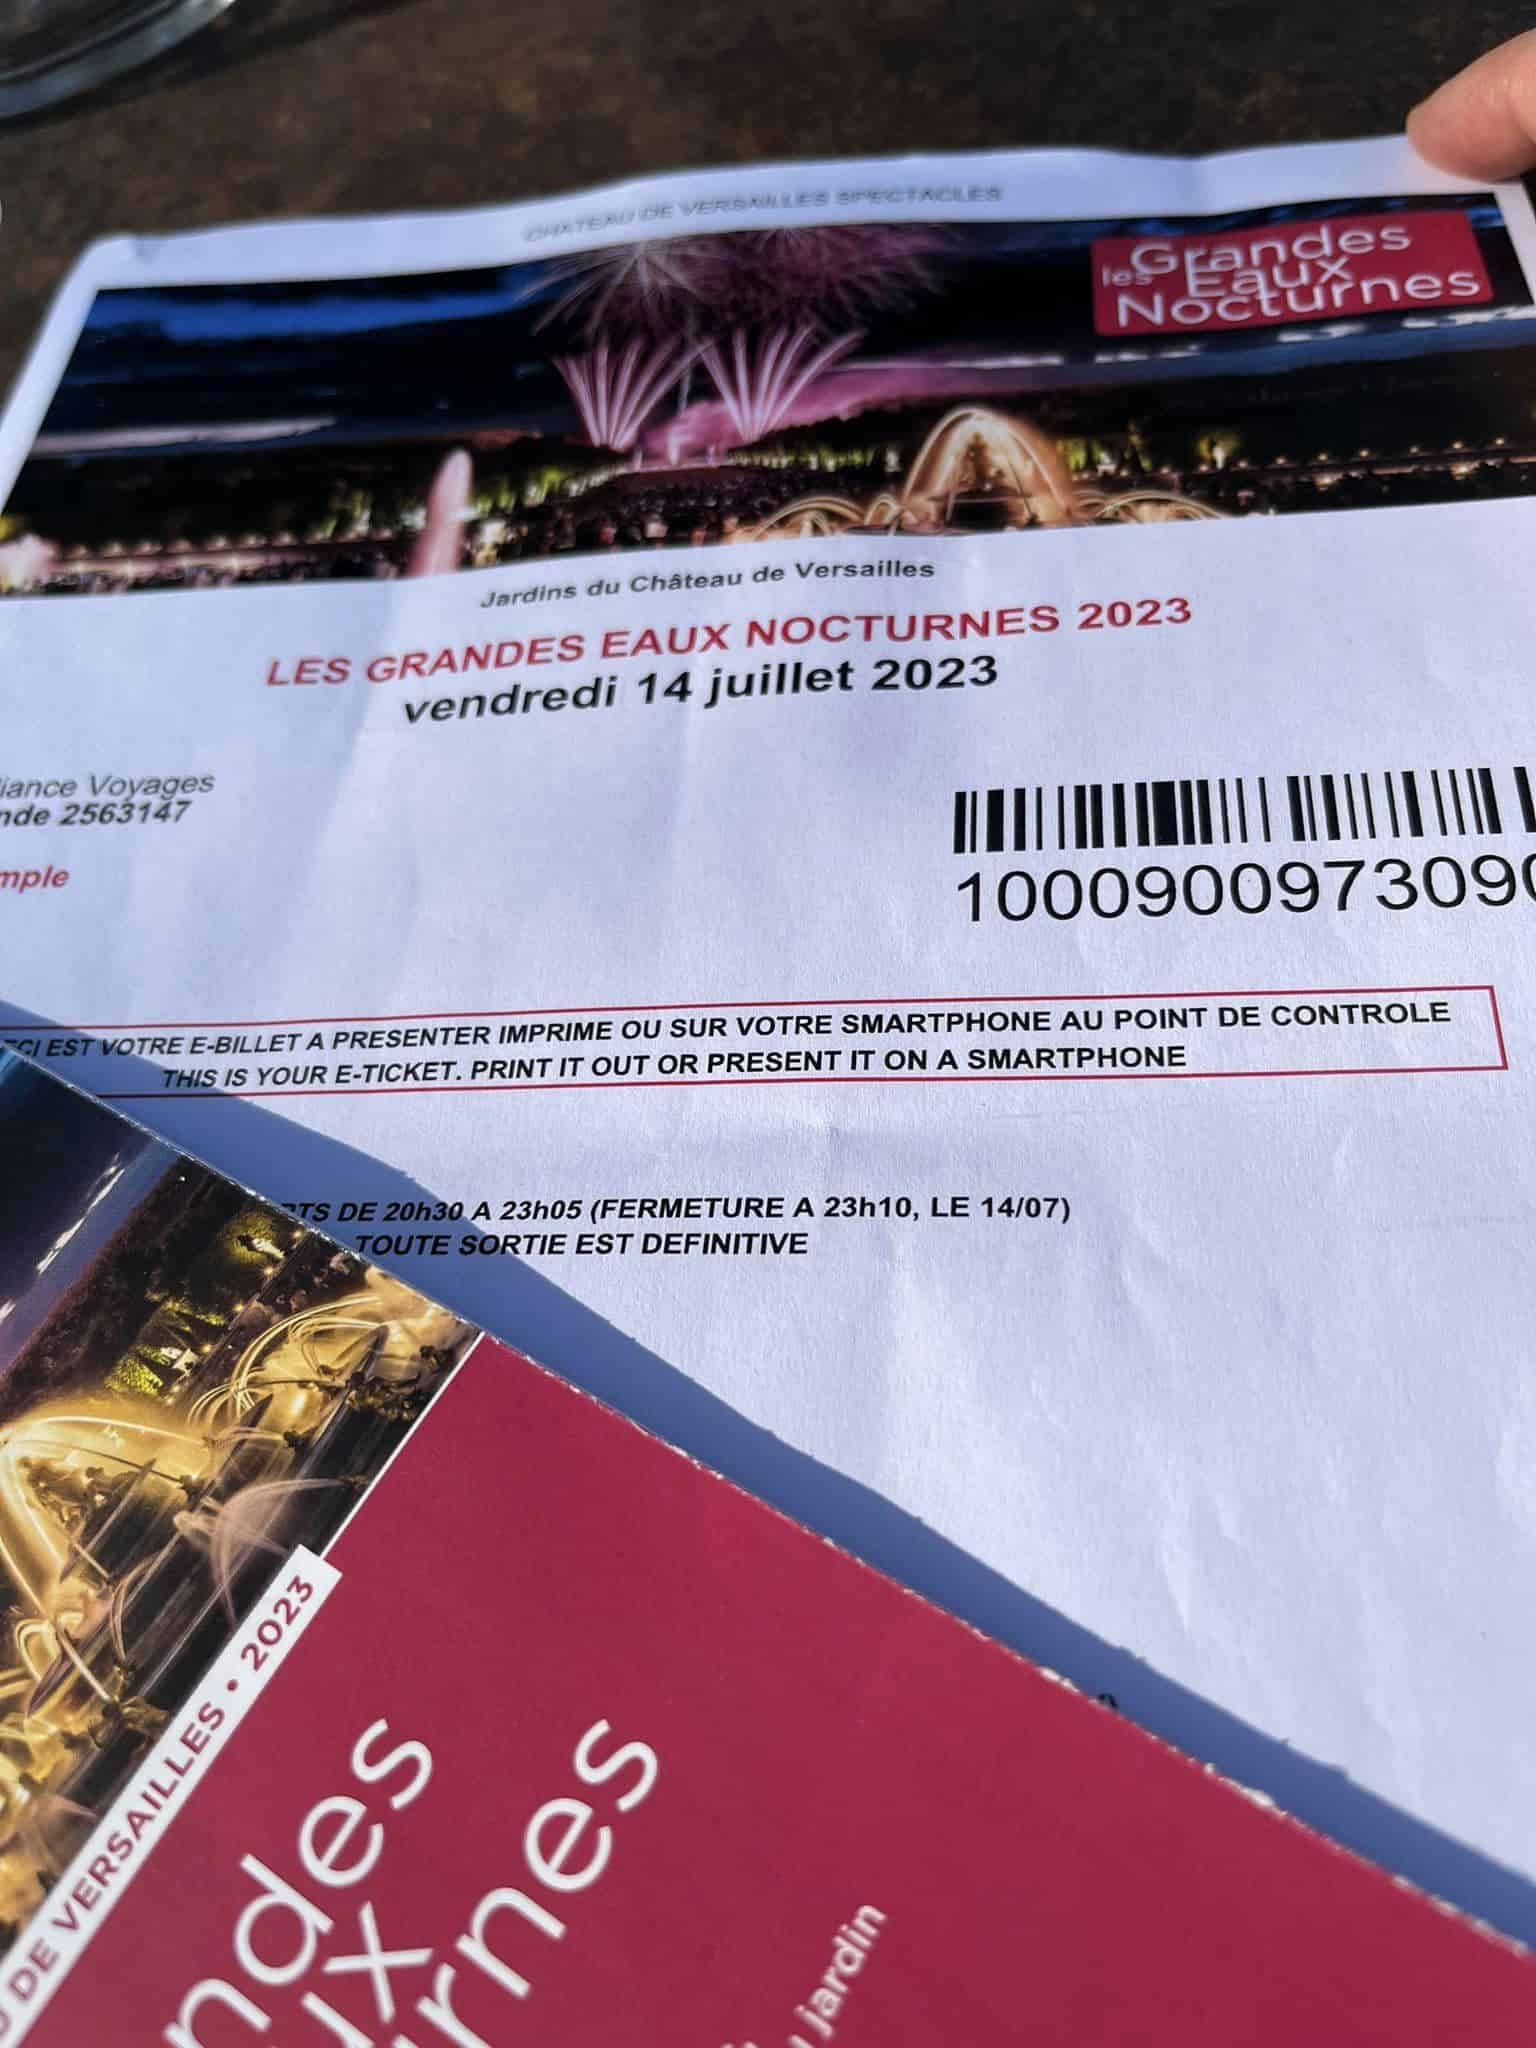 CHATEAU DE VERSAILLES SPECTACLES
les Grandes
Eaux
Nocturnes
Jardins du Château de Versailles
LES GRANDES EAUX NOCTURNES 2023
vendredi 14 juillet 2023
iance Voyages
nde 2563147
mple
1000900973090
CI EST VOTRE E-BILLET A PRESENTER IMPRIME OU SUR VOTRE SMARTPHONE AU POINT DE CONTROLE
THIS IS YOUR E-TICKET. PRINT IT OUT OR PRESENT IT ON A SMARTPHONE
RTS DE 20h30 A 23h05 (FERMETURE A 23h10, LE 14/07)
TOUTE SORTIE EST DEFINITIVE
DE VERSAILLES • 2023
ndes
ux
urnes
jardin